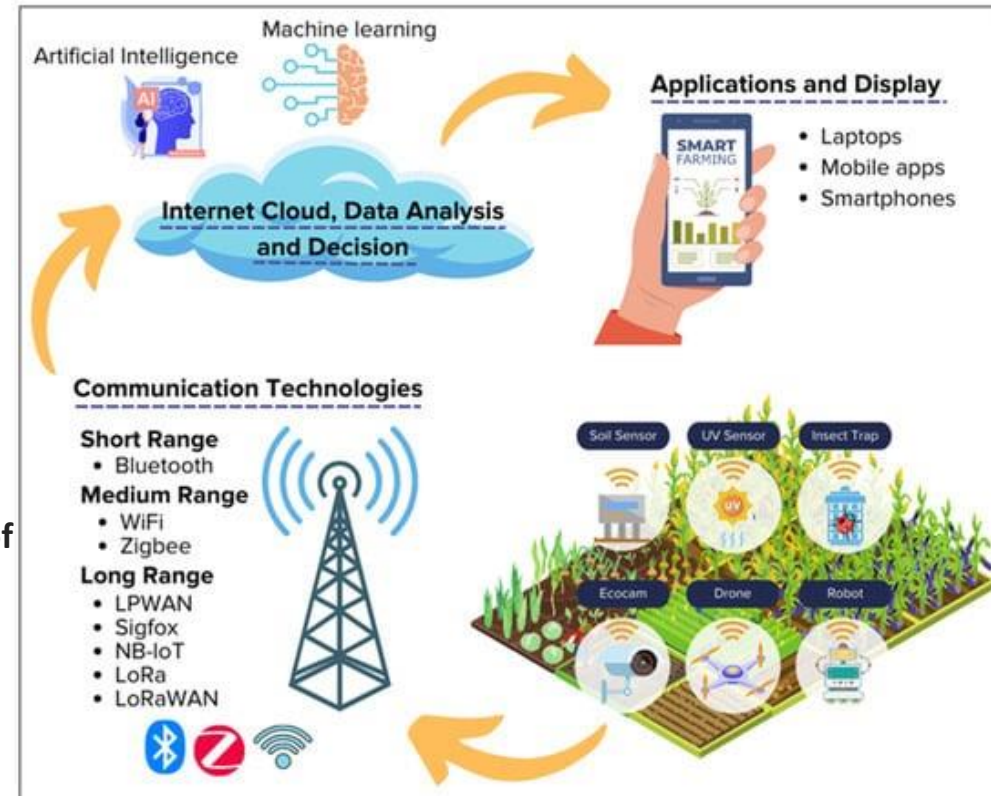 Machine learning
Artificial Intelligence
Internet Cloud, Data Analysis
and Decision
Applications and Display
SMART
FARMING
• Laptops
• Mobile apps
• Smartphones
Communication Technologies
Short Range
• Bluetooth
Medium Range
• WiFi
• Zigbee
Long Range
• LPWAN
• Sigfox
• NB-IoT
• LoRa
• LoRaWAN
f
Soil Sensor
UV Sensor
Insect Trap
UV
Ecocam
Drone
Robot
AI